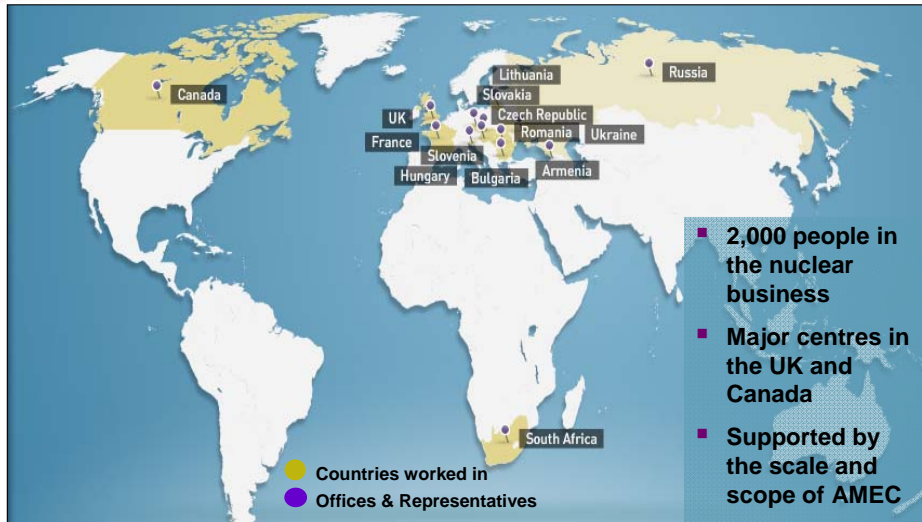 Lithuania
Russia
Canada
Slovakia
UK
Czech Republic
Romania
Ukraine
France
Slovenia
Hungary
Bulgaria
Armenia
South Africa
Countries worked in
Offices & Representatives
2,000 people in
the nuclear
business
Major centres in
the UK and
Canada
Supported by
the scale and
scope of AMEC